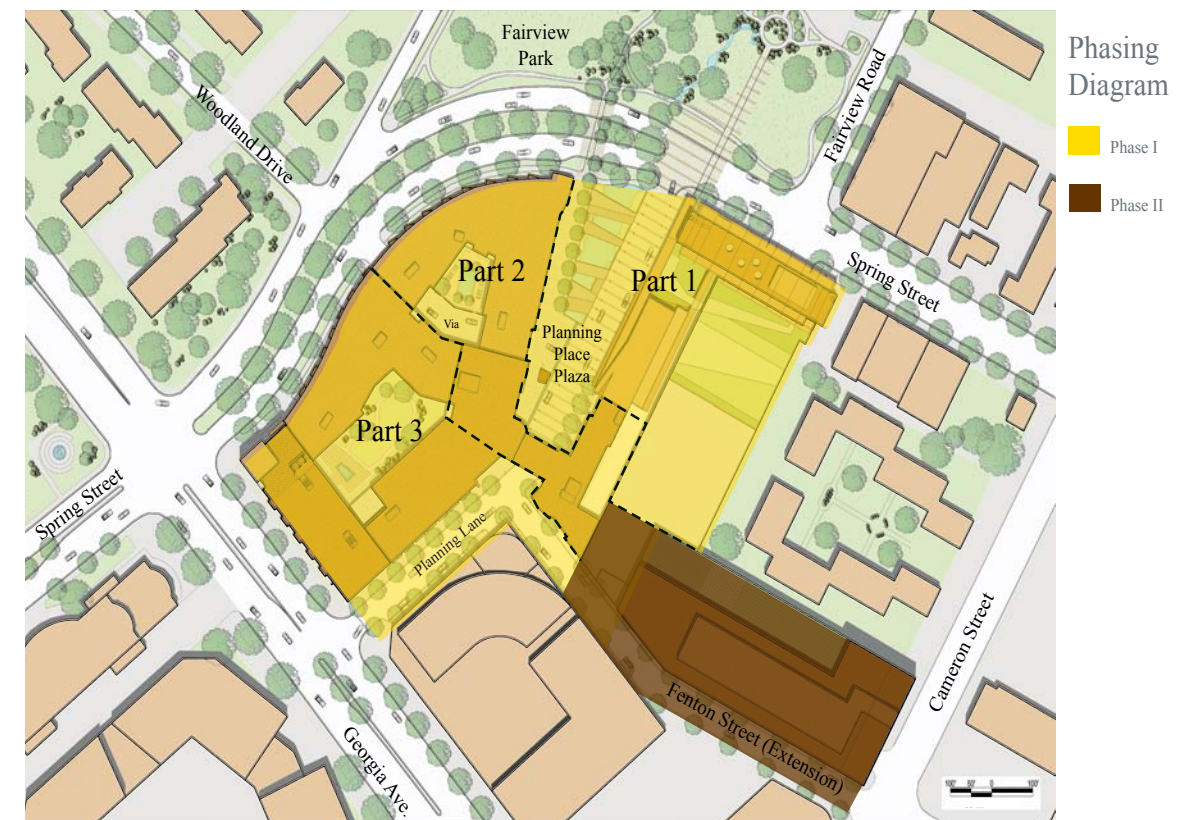 Fairview
Park
Phasing
Diagram
Phase I
Phase II
Woodland Drive
Fairview Road
Spring Street
Part 2
Part 1
Via
Planning
Place
Plaza
Part 3
Spring Street
Planning Lane
Georgia Ave.
Fenton Street (Extension)
Cameron Street